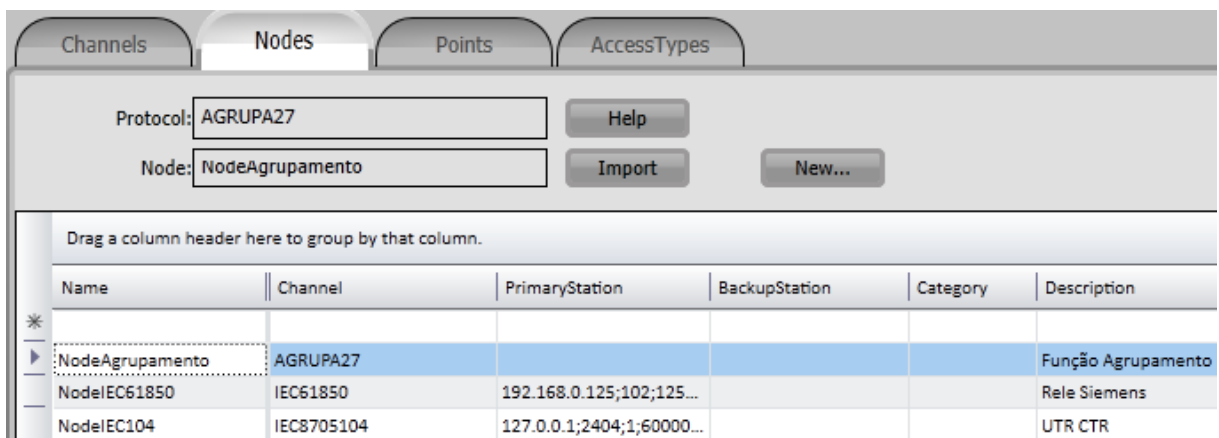 Channels Nodes Points AccessTypes
Protocol: AGRUPA27 Help
Node: NodeAgrupamento Import New...
Drag a column header here to group by that column.
Name Channel PrimaryStation BackupStation Category Description
NodeAgrupamento AGRUPA27 Função Agrupamento
NodeIEC61850 IEC61850 192.168.0.125;102;125... Rele Siemens
NodeIEC104 IEC8705104 127.0.0.1;2404;1;60000... UTR CTR